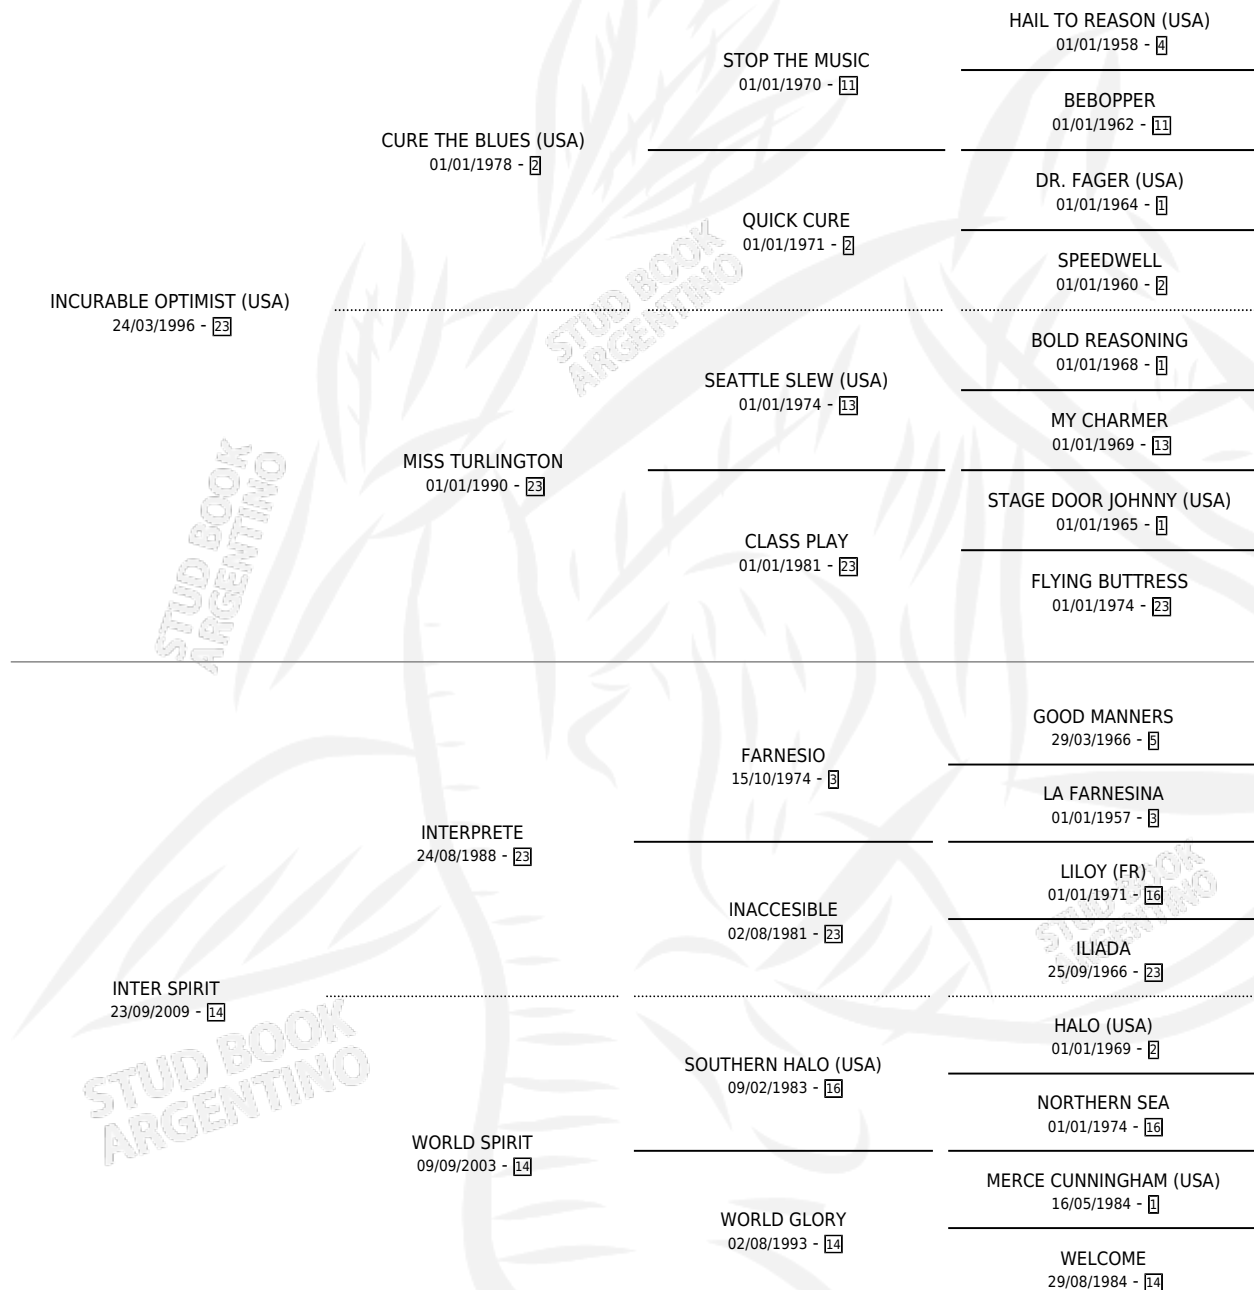 HAIL TO REASON (USA)
01/01/1958 - 4
STOP THE MUSIC
01/01/1970 - 11
BEBOPPER
01/01/1962 - 11
CURE THE BLUES (USA)
01/01/1978 - 2
DR. FAGER (USA)
01/01/1964 - 1
QUICK CURE
01/01/1971 - 2
SPEEDWELL
01/01/1960 - 2
INCURABLE OPTIMIST (USA)
24/03/1996 - 23
STUD BOOK
ARGENTINO
BOLD REASONING
01/01/1968 - 1
SEATTLE SLEW (USA)
01/01/1974 - 13
MY CHARMER
01/01/1969 - 13
MISS TURLINGTON
01/01/1990 - 23
STAGE DOOR JOHNNY (USA)
01/01/1965 - 1
CLASS PLAY
01/01/1981 - 23
FLYING BUTTRESS
01/01/1974 - 23
STUD BOOK
ARGENTINO
GOOD MANNERS
29/03/1966 - 5
FARNESIO
15/10/1974 - 3
LA FARNESINA
01/01/1957 - 3
INTERPRETE
24/08/1988 - 23
LILOY (FR)
01/01/1971 - 16
INACCESIBLE
02/08/1981 - 23
ILIADA
25/09/1966 - 23
STUD BOOK
ARGENTINO
INTER SPIRIT
23/09/2009 - 14
HALO (USA)
01/01/1969 - 2
SOUTHERN HALO (USA)
09/02/1983 - 16
NORTHERN SEA
01/01/1974 - 16
STUD BOOK
ARGENTINO
WORLD SPIRIT
09/09/2003 - 14
MERCE CUNNINGHAM (USA)
16/05/1984 - 1
WORLD GLORY
02/08/1993 - 14
WELCOME
29/08/1984 - 14